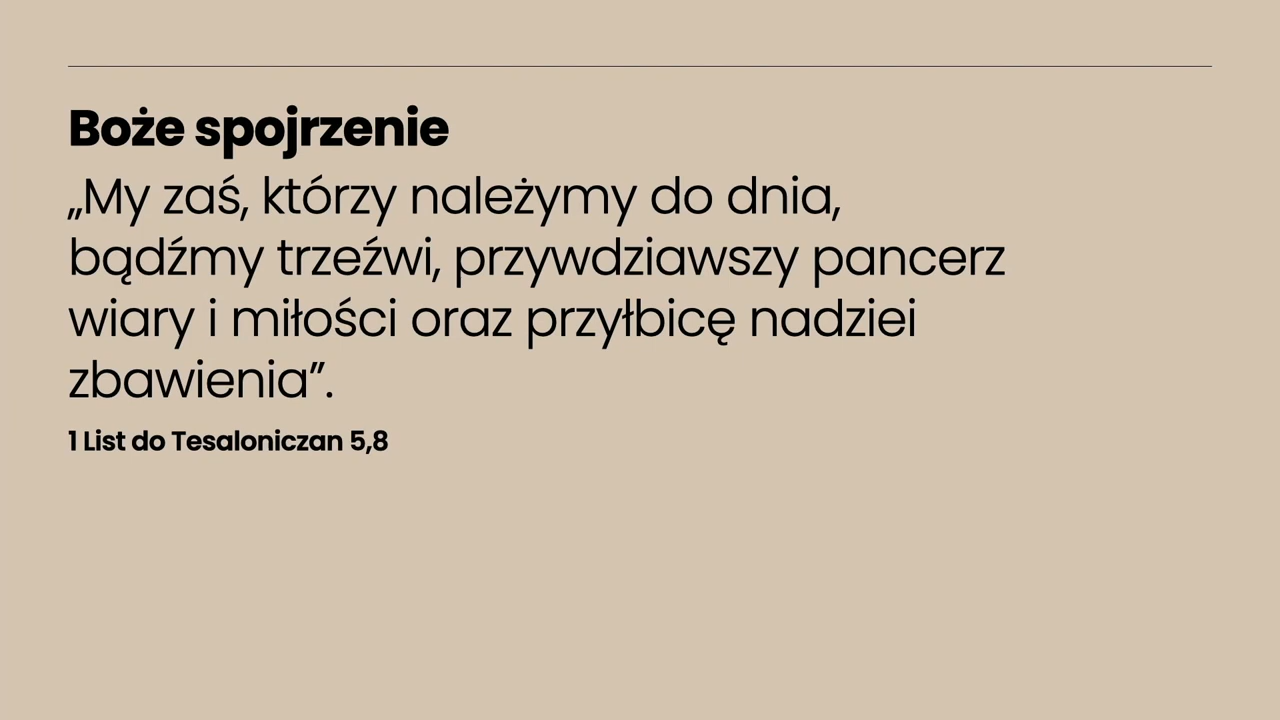 Boże spojrzenie
„My zaś, którzy należymy do dnia,
bądźmy trzeźwi, przywdziawszy pancerz
wiary i miłości oraz przyłbicę nadziei
zbawienia”.
1 List do Tesaloniczan 5,8